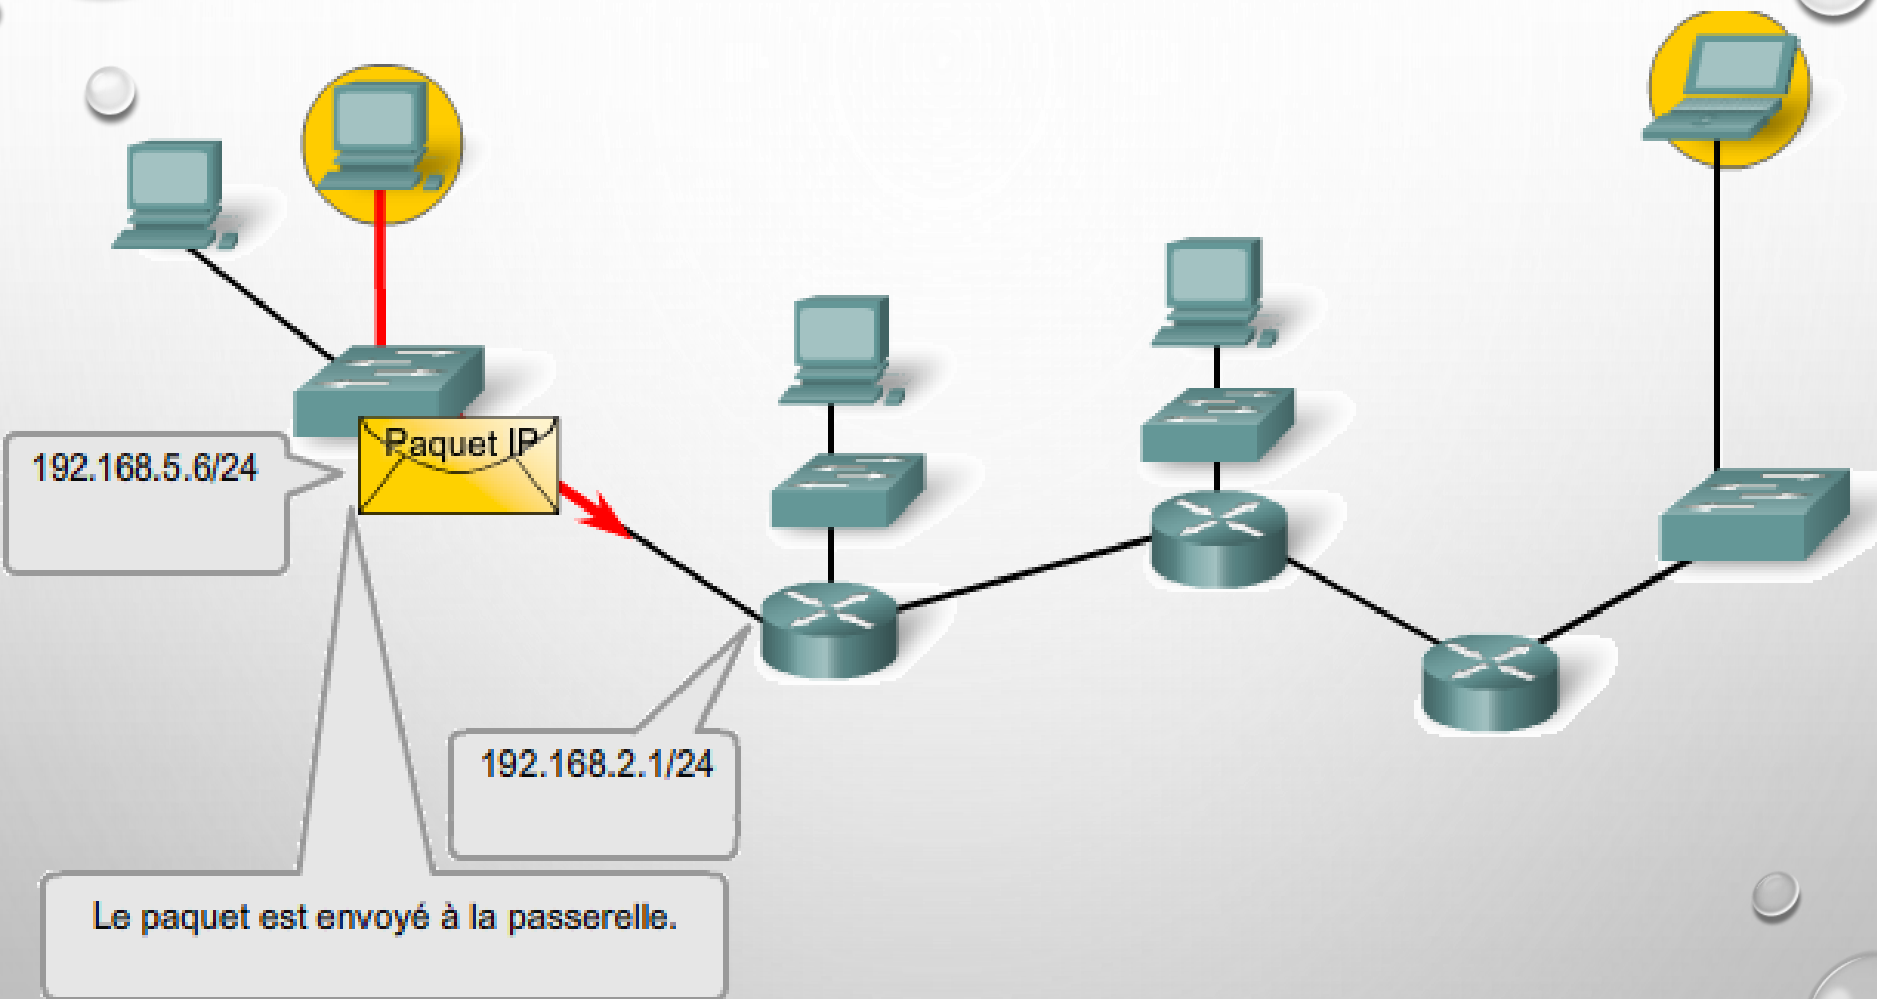 Paquet IP
192.168.5.6/24
192.168.2.1/24
Le paquet est envoyé à la passerelle.